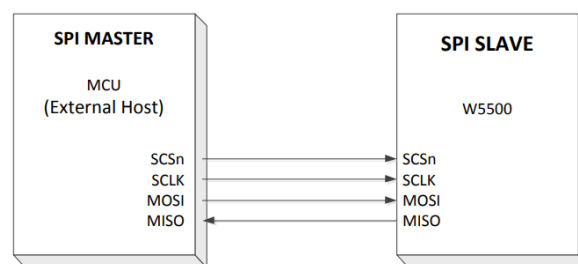 SPI MASTER
MCU
(External Host)
SCSn
SCLK
MOSI
MISO
SPI SLAVE
W5500
SCSn
SCLK
MOSI
MISO